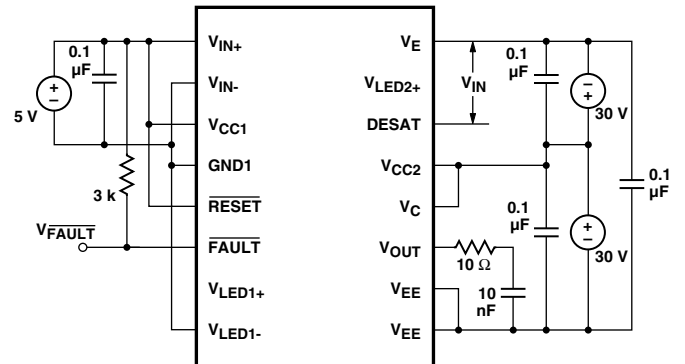 0.1
µF
5 V
+
−
3 k
V_FAULT
V_IN+
V_IN-
V_CC1
GND1
RESET
FAULT
V_LED1+
V_LED1-
V_E
V_LED2+
DESAT
V_CC2
V_C
V_OUT
V_EE
V_EE
V_IN
10 Ω
10
nF
0.1
µF
−
+
30 V
0.1
µF
+
−
30 V
0.1
µF